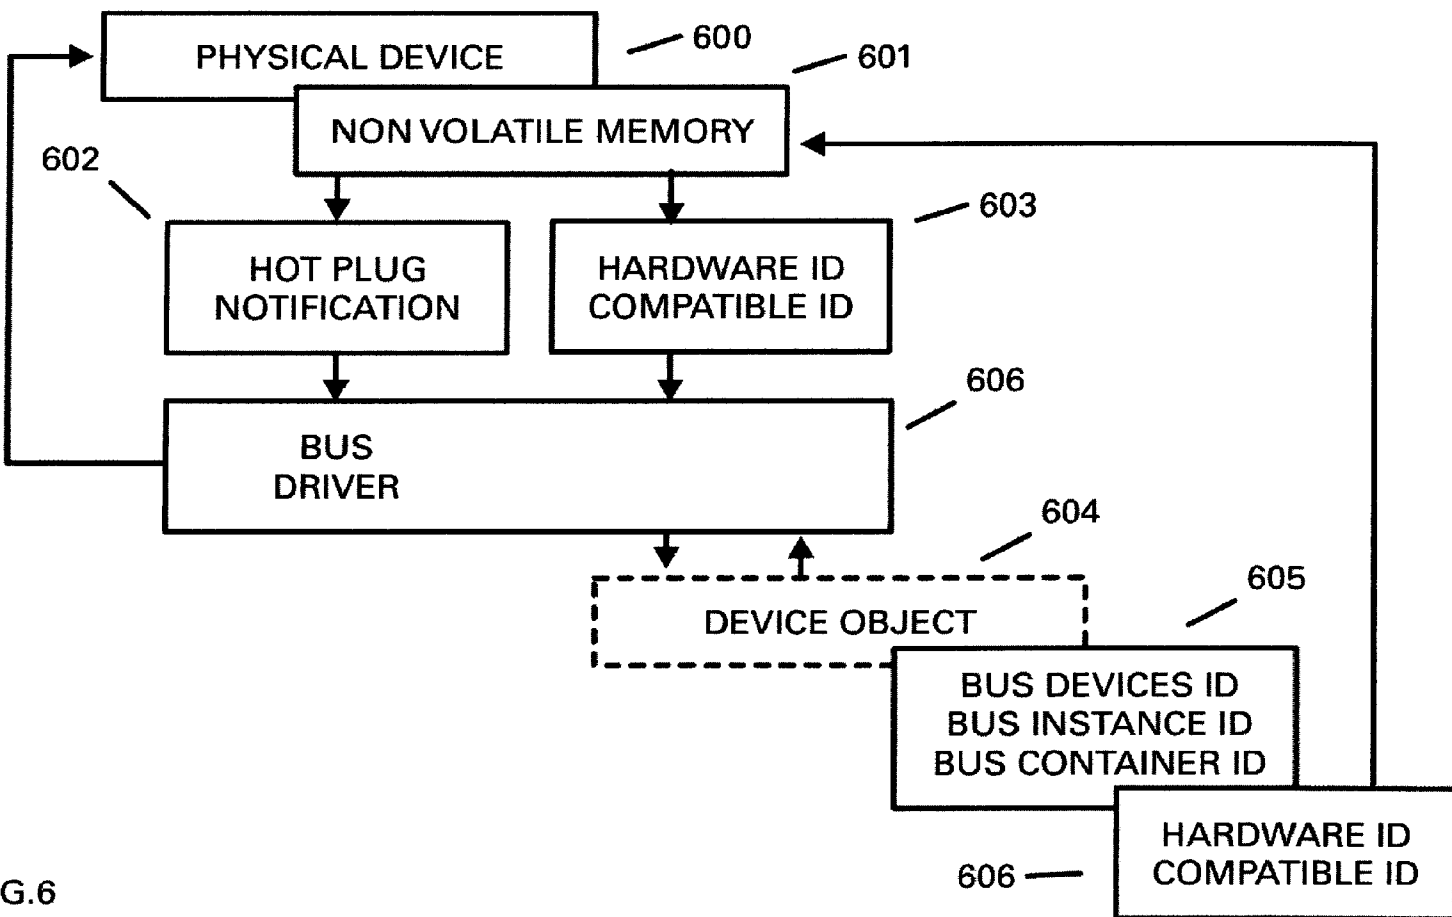 PHYSICAL DEVICE
600
601
NON VOLATILE MEMORY
602
603
HOT PLUG
NOTIFICATION
HARDWARE ID
COMPATIBLE ID
606
BUS
DRIVER
604
DEVICE OBJECT
605
BUS DEVICES ID
BUS INSTANCE ID
BUS CONTAINER ID
HARDWARE ID
COMPATIBLE ID
606
G.6